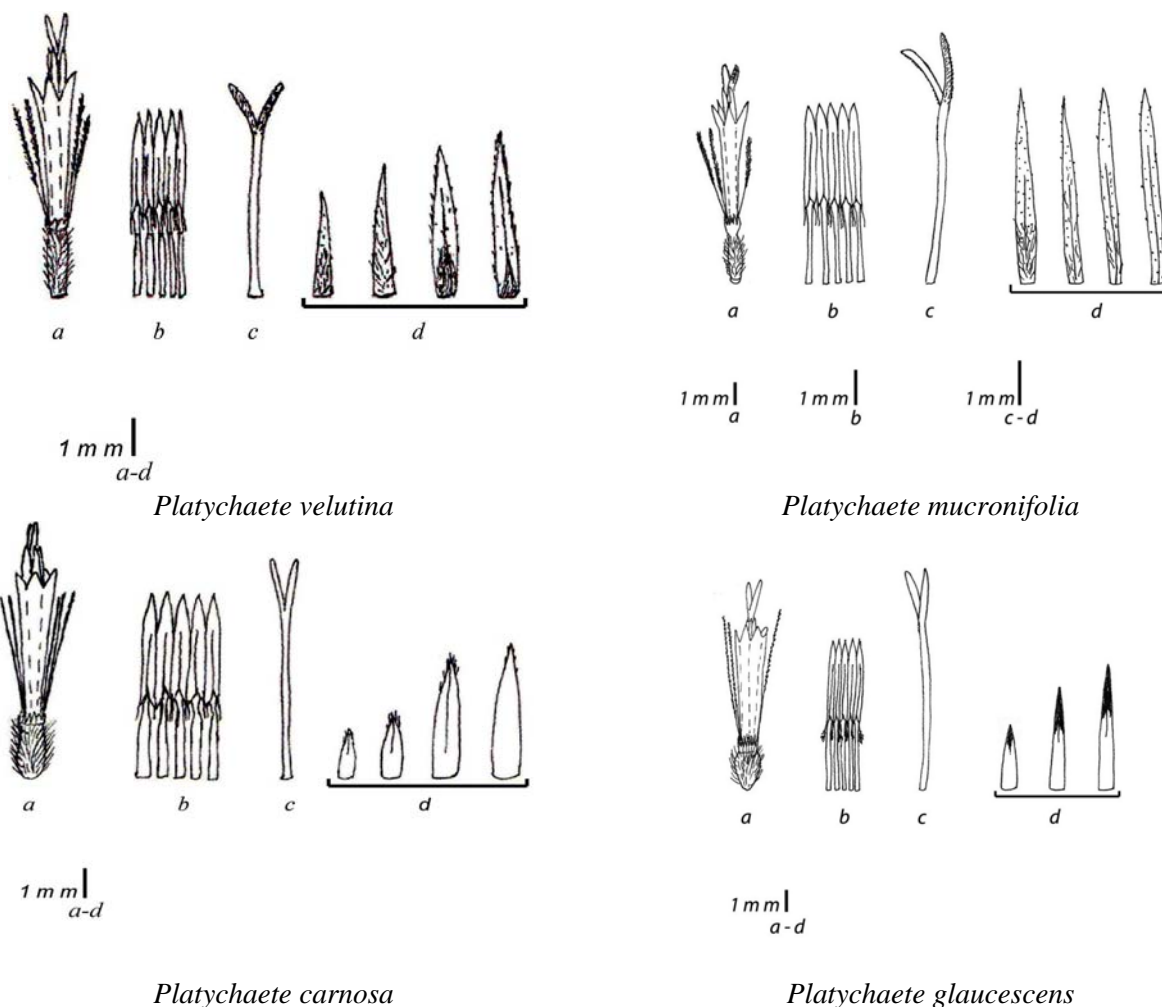 a b c d
1 mm
a-d
Platychaete velutina
a b c d
1 mm 1 mm 1 mm
a b c-d
Platychaete mucronifolia
a b c d
1 mm
a-d
Platychaete carnosa
a b c d
1 mm
a-d
Platychaete glaucescens